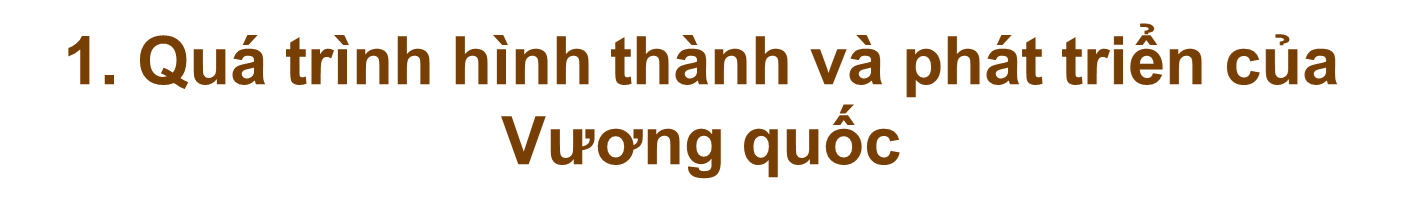 1. Quá trình hình thành và phát triển của
Vương quốc